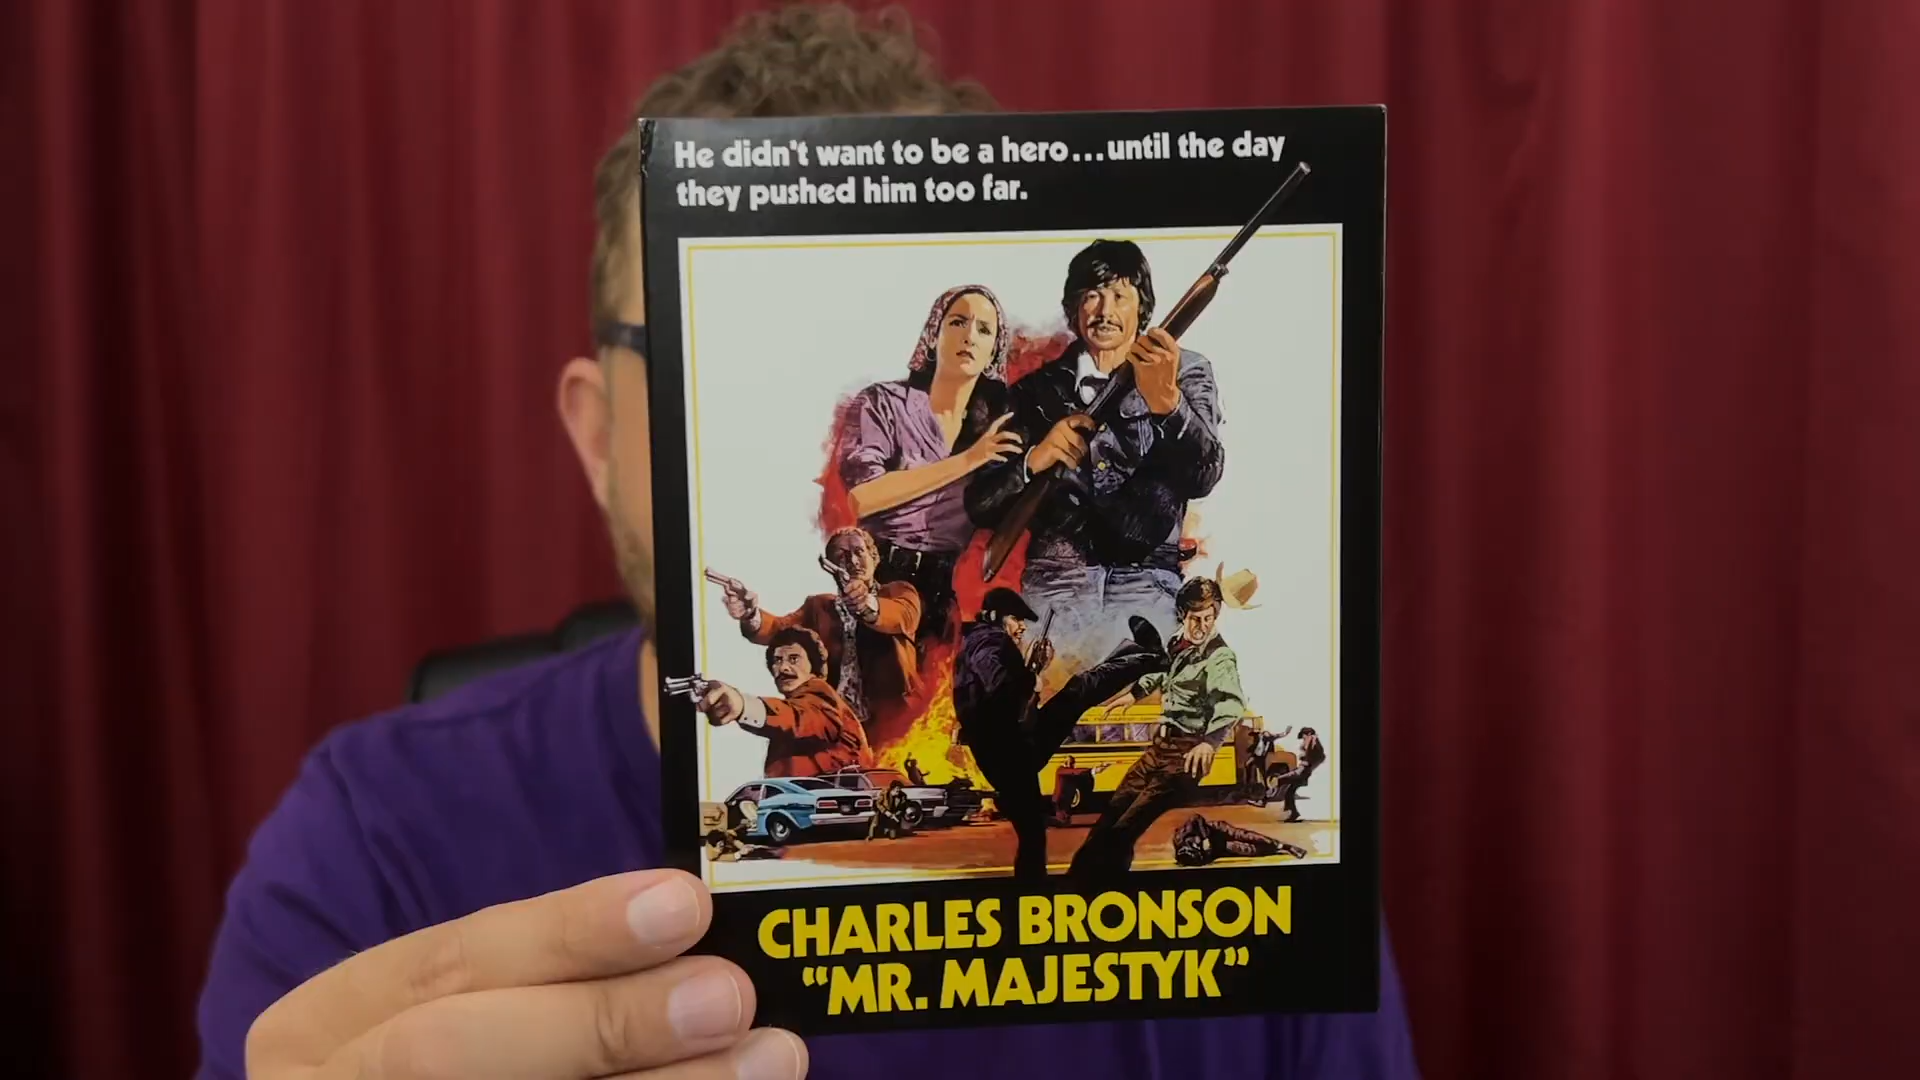 He didn't want to be a hero...until the day
they pushed him too far.
CHARLES BRONSON
"MR. MAJESTYK"